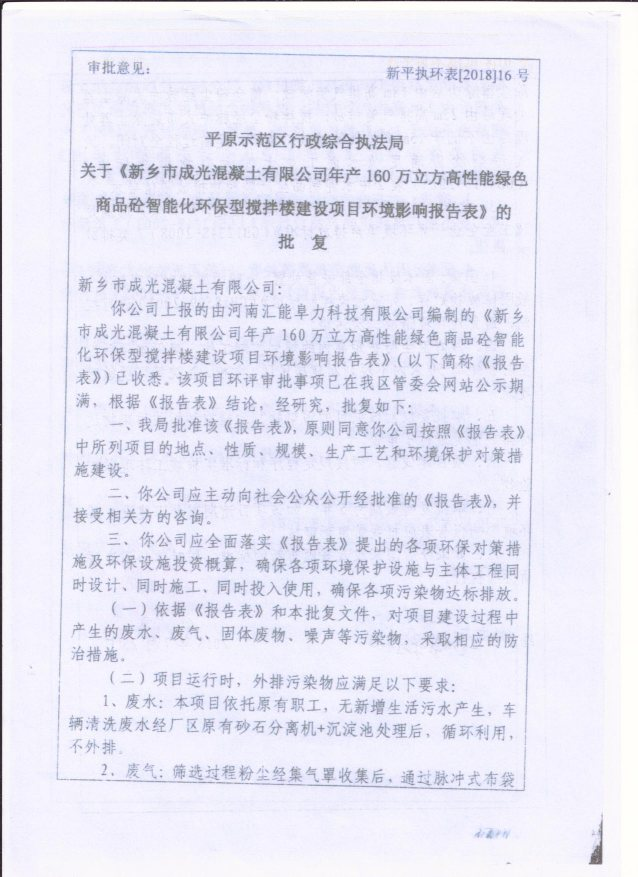 审批意见：
新平执环表[2018]16 号
平原示范区行政综合执法局
关于《新乡市成光混凝土有限公司年产 160 万立方高性能绿色
商品砼智能化环保型搅拌楼建设项目环境影响报告表》的
批 复
新乡市成光混凝土有限公司：
你公司上报的由河南汇能阜力科技有限公司编制的《新乡
市成光混凝土有限公司年产 160 万立方高性能绿色商品砼智能
化环保型搅拌楼建设项目环境影响报告表》（以下简称《报告
表》）已收悉。该项目环评审批事项已在我区管委会网站公示期
满，根据《报告表》结论，经研究，批复如下：
一、我局批准该《报告表》，原则同意你公司按照《报告表》
中所列项目的地点、性质、规模、生产工艺和环境保护对策措
施建设。
二、你公司应主动向社会公众公开经批准的《报告表》，并
接受相关方的咨询。
三、你公司应全面落实《报告表》提出的各项环保对策措
施及环保设施投资概算，确保各项环境保护设施与主体工程同
时设计、同时施工、同时投入使用，确保各项污染物达标排放。
（一）依据《报告表》和本批复文件，对项目建设过程中
产生的废水、废气、固体废物、噪声等污染物，采取相应的防
治措施。
（二）项目运行时，外排污染物应满足以下要求：
1、废水：本项目依托原有职工，无新增生活污水产生，车
辆清洗废水经厂区原有砂石分离机+沉淀池处理后，循环利用，
不外排。
2、废气：筛选过程粉尘经集气罩收集后，通过脉冲式布袋